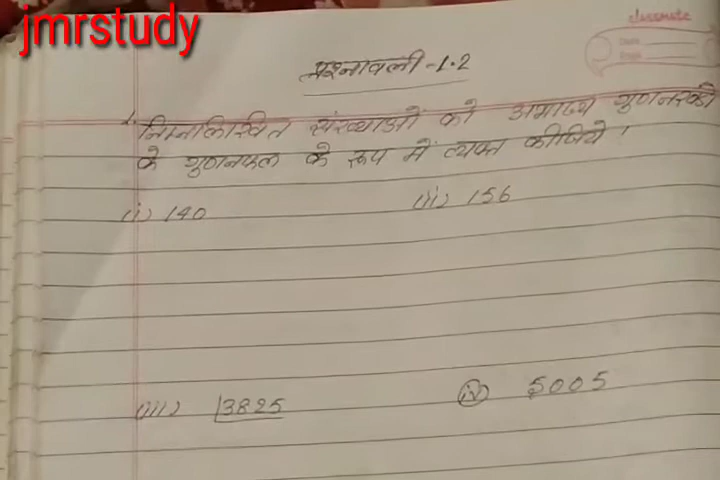 jmrstudy
classmate
Date
Page
प्रश्नावली-1.2
1. निम्नलिखित संख्याओं को अभाज्य गुणनखंडो
के गुणनफल के रूप में व्यक्त कीजिये।
(i) 140 (ii) 156
(iii) 3825 (iv) 5005